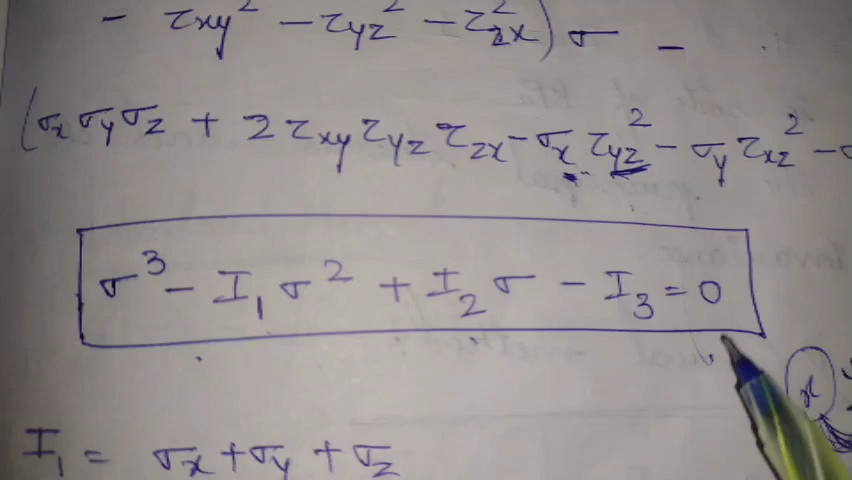 - τxy² - τyz² - τ²zx) σ -
(σx σy σz + 2 τxy τyz τzx - σx τyz² - σy τxz² - σ
σ³ - I₁ σ² + I₂ σ - I₃ = 0
x
I₁ = σx + σy + σz